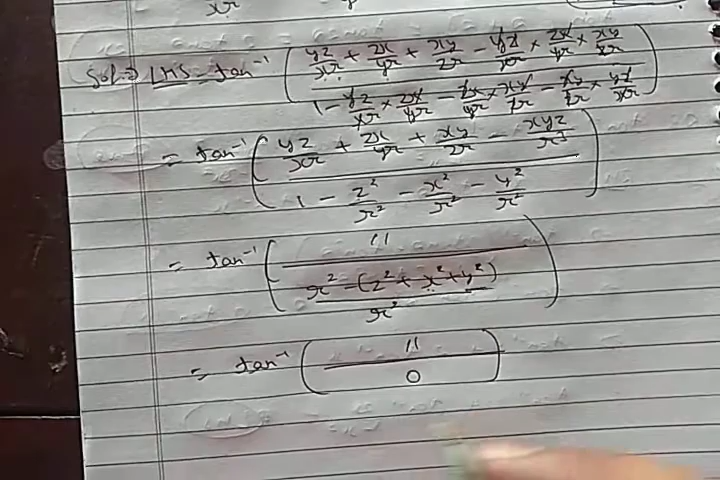 xr
Sol→ LHS = tan⁻¹ ( (yz/xr + zx/yr + xy/zr - yz/xr × zx/yr × xy/zr) / (1 - yz/xr × zx/yr - zx/yr × xy/zr - xy/zr × yz/xr) )
= tan⁻¹ ( (yz/xr + zx/yr + xy/zr - xyz/r³) / (1 - z²/r² - x²/r² - y²/r²) )
= tan⁻¹ ( 〃 / ((r² - (z² + x² + y²)) / r²) )
= tan⁻¹ ( 〃 / 0 )